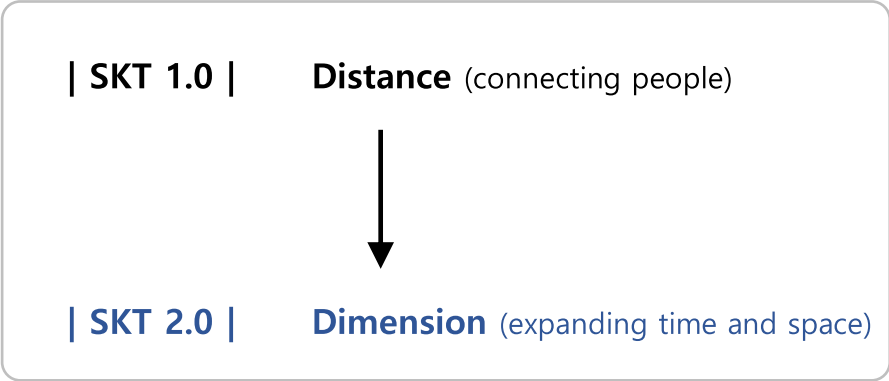 | SKT 1.0 | Distance (connecting people)
| SKT 2.0 | Dimension (expanding time and space)